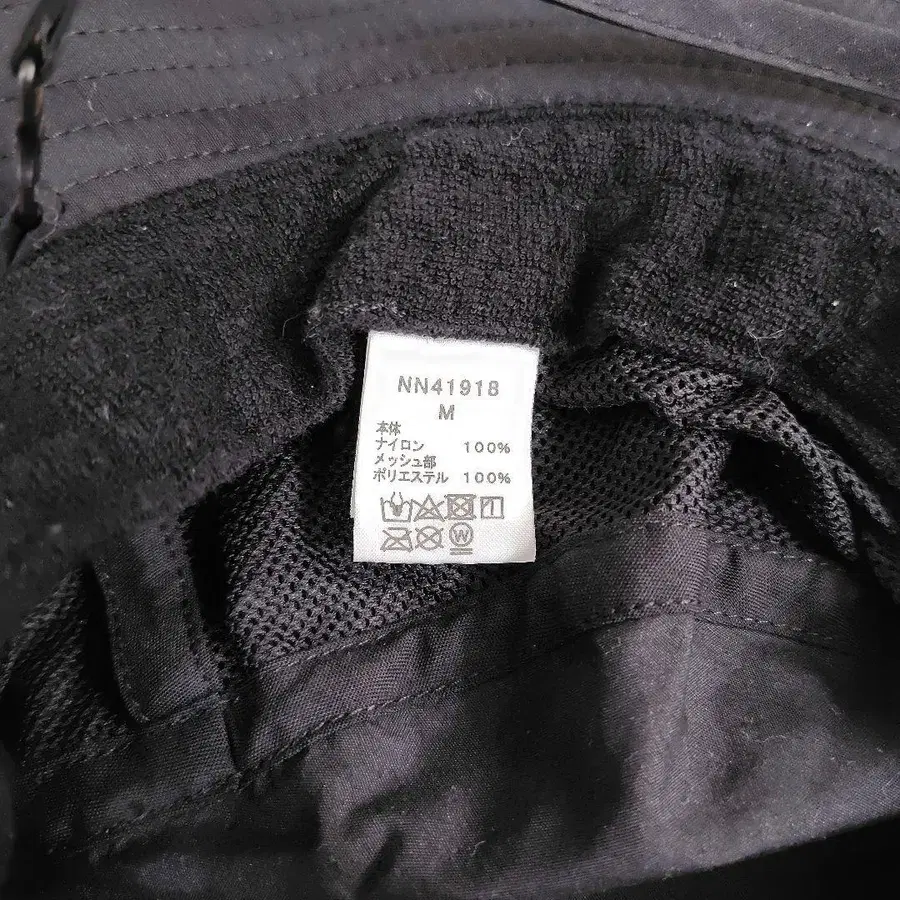 NN41918
M
本体
ナイロン 100%
メッシュ部
ポリエステル 100%
W